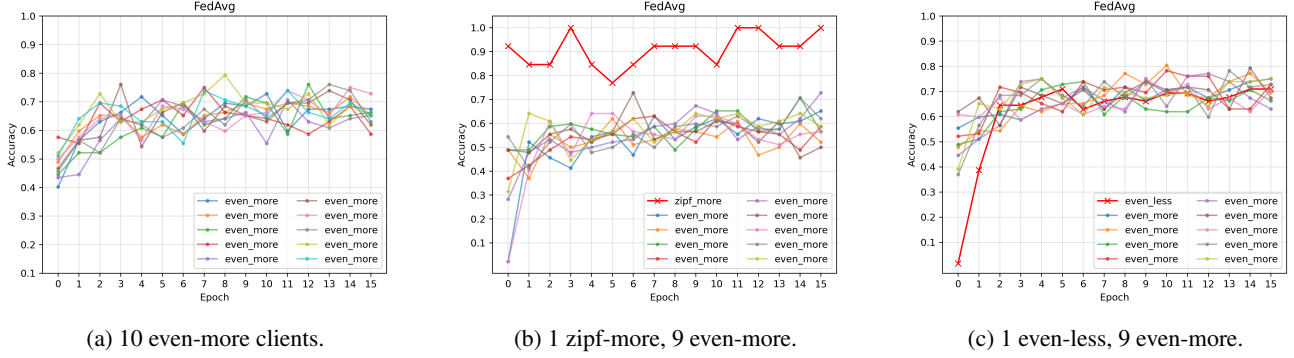 FedAvg
1.0
0.9
0.8
0.7
0.6
0.5
0.4
0.3
0.2
0.1
Accuracy
even_more even_more
even_more even_more
even_more even_more
even_more even_more
even_more even_more
0 1 2 3 4 5 6 7 8 9 10 11 12 13 14 15
Epoch
(a) 10 even-more clients.
FedAvg
1.0
0.9
0.8
0.7
0.6
0.5
0.4
0.3
0.2
0.1
Accuracy
zipf_more even_more
even_more even_more
even_more even_more
even_more even_more
even_more even_more
0 1 2 3 4 5 6 7 8 9 10 11 12 13 14 15
Epoch
(b) 1 zipf-more, 9 even-more.
FedAvg
1.0
0.9
0.8
0.7
0.6
0.5
0.4
0.3
0.2
0.1
Accuracy
even_less even_more
even_more even_more
even_more even_more
even_more even_more
even_more even_more
0 1 2 3 4 5 6 7 8 9 10 11 12 13 14 15
Epoch
(c) 1 even-less, 9 even-more.